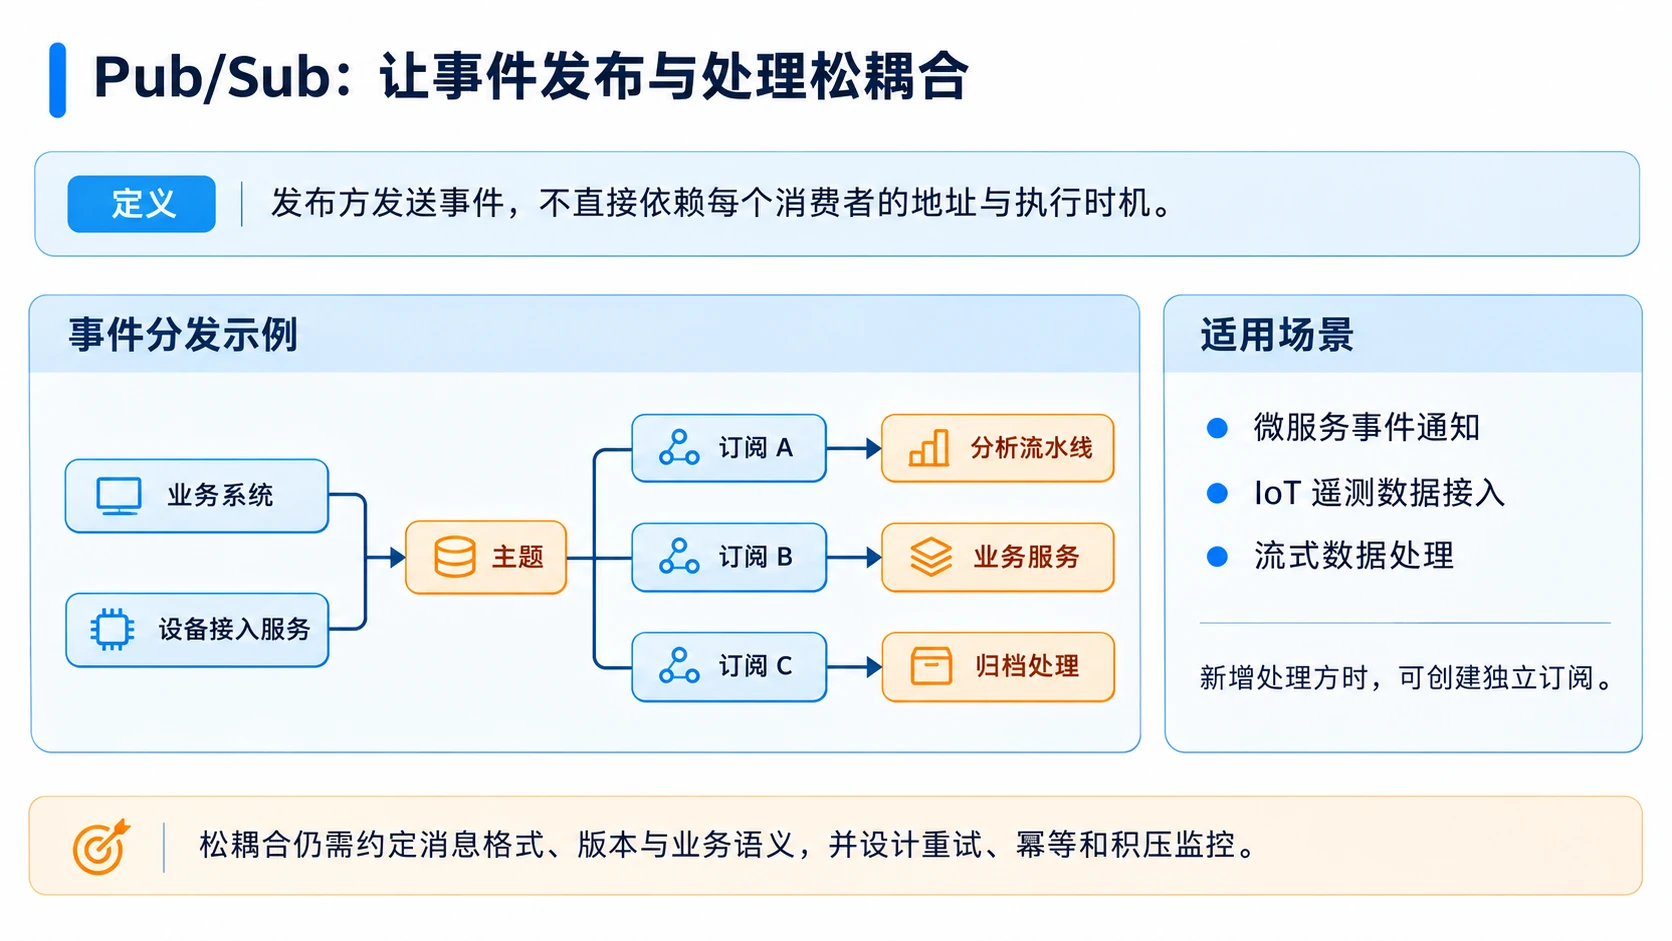 Pub/Sub：让事件发布与处理松耦合
定义
发布方发送事件，不直接依赖每个消费者的地址与执行时机。
事件分发示例
业务系统
设备接入服务
主题
订阅 A
分析流水线
订阅 B
业务服务
订阅 C
归档处理
适用场景
微服务事件通知
IoT 遥测数据接入
流式数据处理
新增处理方时，可创建独立订阅。
松耦合仍需约定消息格式、版本与业务语义，并设计重试、幂等和积压监控。